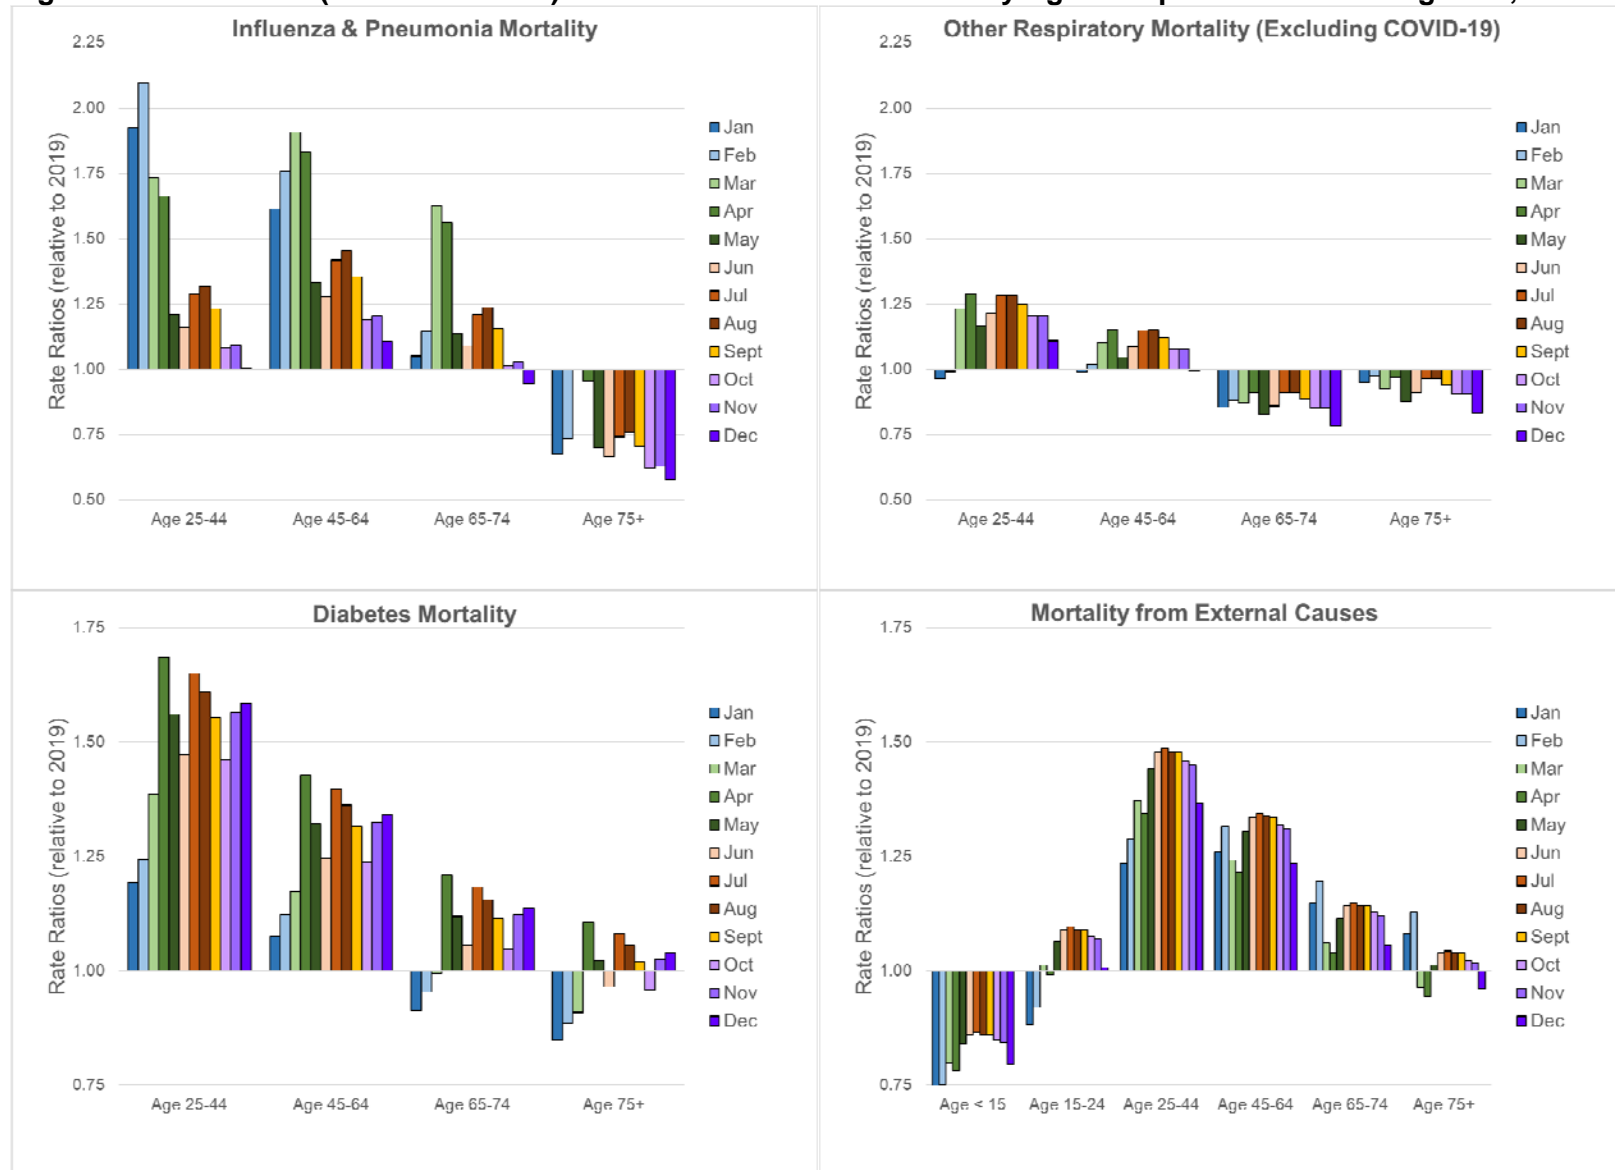 Influenza & Pneumonia Mortality
2.25
2.00
1.75
1.50
1.25
1.00
0.75
0.50
Rate Ratios (relative to 2019)
Age 25-44 Age 45-64 Age 65-74 Age 75+
Jan
Feb
Mar
Apr
May
Jun
Jul
Aug
Sept
Oct
Nov
Dec
Other Respiratory Mortality (Excluding COVID-19)
2.25
2.00
1.75
1.50
1.25
1.00
0.75
0.50
Rate Ratios (relative to 2019)
Age 25-44 Age 45-64 Age 65-74 Age 75+
Jan
Feb
Mar
Apr
May
Jun
Jul
Aug
Sept
Oct
Nov
Dec
Diabetes Mortality
1.75
1.50
1.25
1.00
0.75
Rate Ratios (relative to 2019)
Age 25-44 Age 45-64 Age 65-74 Age 75+
Jan
Feb
Mar
Apr
May
Jun
Jul
Aug
Sept
Oct
Nov
Dec
Mortality from External Causes
1.75
1.50
1.25
1.00
0.75
Rate Ratios (relative to 2019)
Age < 15 Age 15-24 Age 25-44 Age 45-64 Age 65-74 Age 75+
Jan
Feb
Mar
Apr
May
Jun
Jul
Aug
Sept
Oct
Nov
Dec